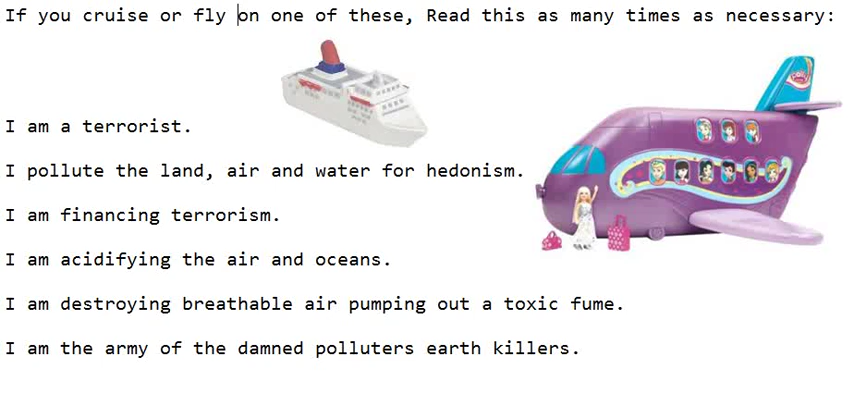 If you cruise or fly on one of these, Read this as many times as necessary:
I am a terrorist.
I pollute the land, air and water for hedonism.
I am financing terrorism.
I am acidifying the air and oceans.
I am destroying breathable air pumping out a toxic fume.
I am the army of the damned polluters earth killers.